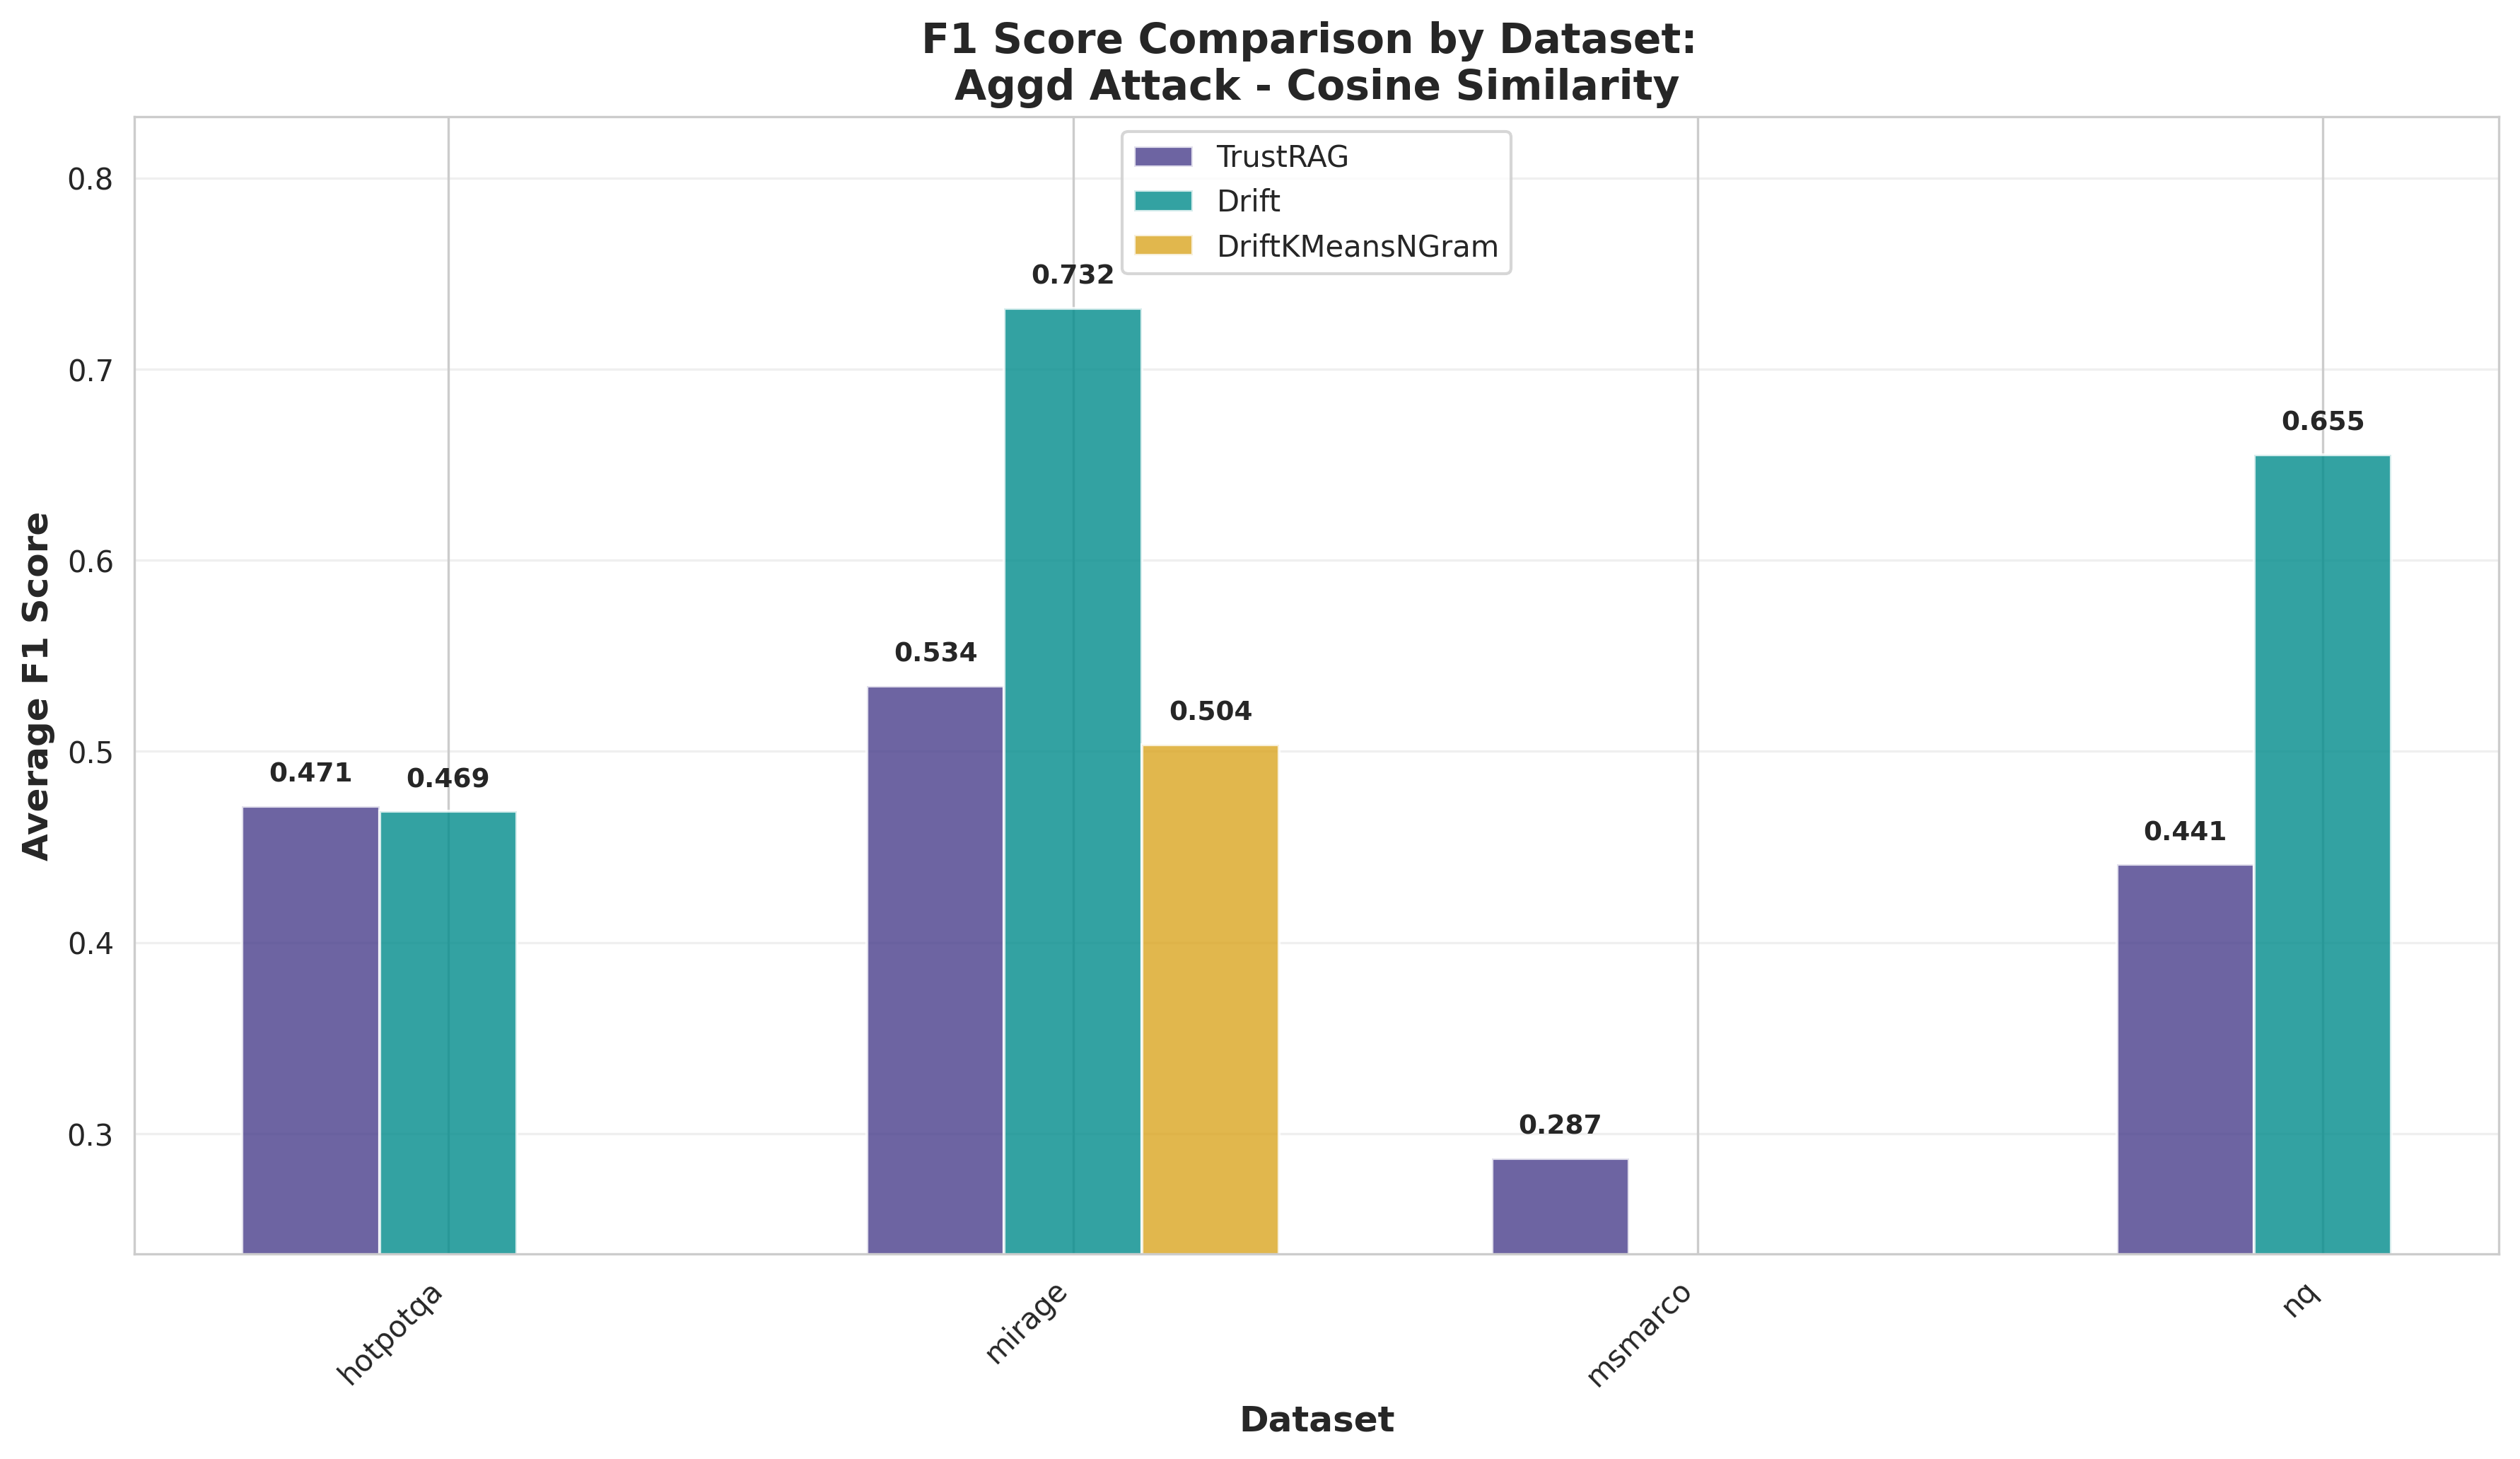 F1 Score Comparison by Dataset:
Aggd Attack - Cosine Similarity
TrustRAG
Drift
DriftKMeansNGram
Average F1 Score
0.8
0.7
0.6
0.5
0.4
0.3
0.471
0.469
0.534
0.732
0.504
0.287
0.441
0.655
hotpotqa
mirage
msmarco
nq
Dataset